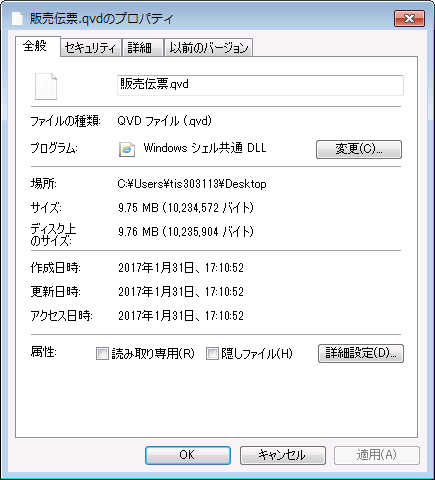 販売伝票.qvdのプロパティ
全般 セキュリティ 詳細 以前のバージョン
販売伝票.qvd
ファイルの種類: QVD ファイル (.qvd)
プログラム: Windows シェル共通 DLL 変更(C)...
場所: C:¥Users¥tis303113¥Desktop
サイズ: 9.75 MB (10,234,572 バイト)
ディスク上
のサイズ: 9.76 MB (10,235,904 バイト)
作成日時: 2017年1月31日、17:10:52
更新日時: 2017年1月31日、17:10:52
アクセス日時: 2017年1月31日、17:10:52
属性: 読み取り専用(R) 隠しファイル(H) 詳細設定(D)...
OK キャンセル 適用(A)